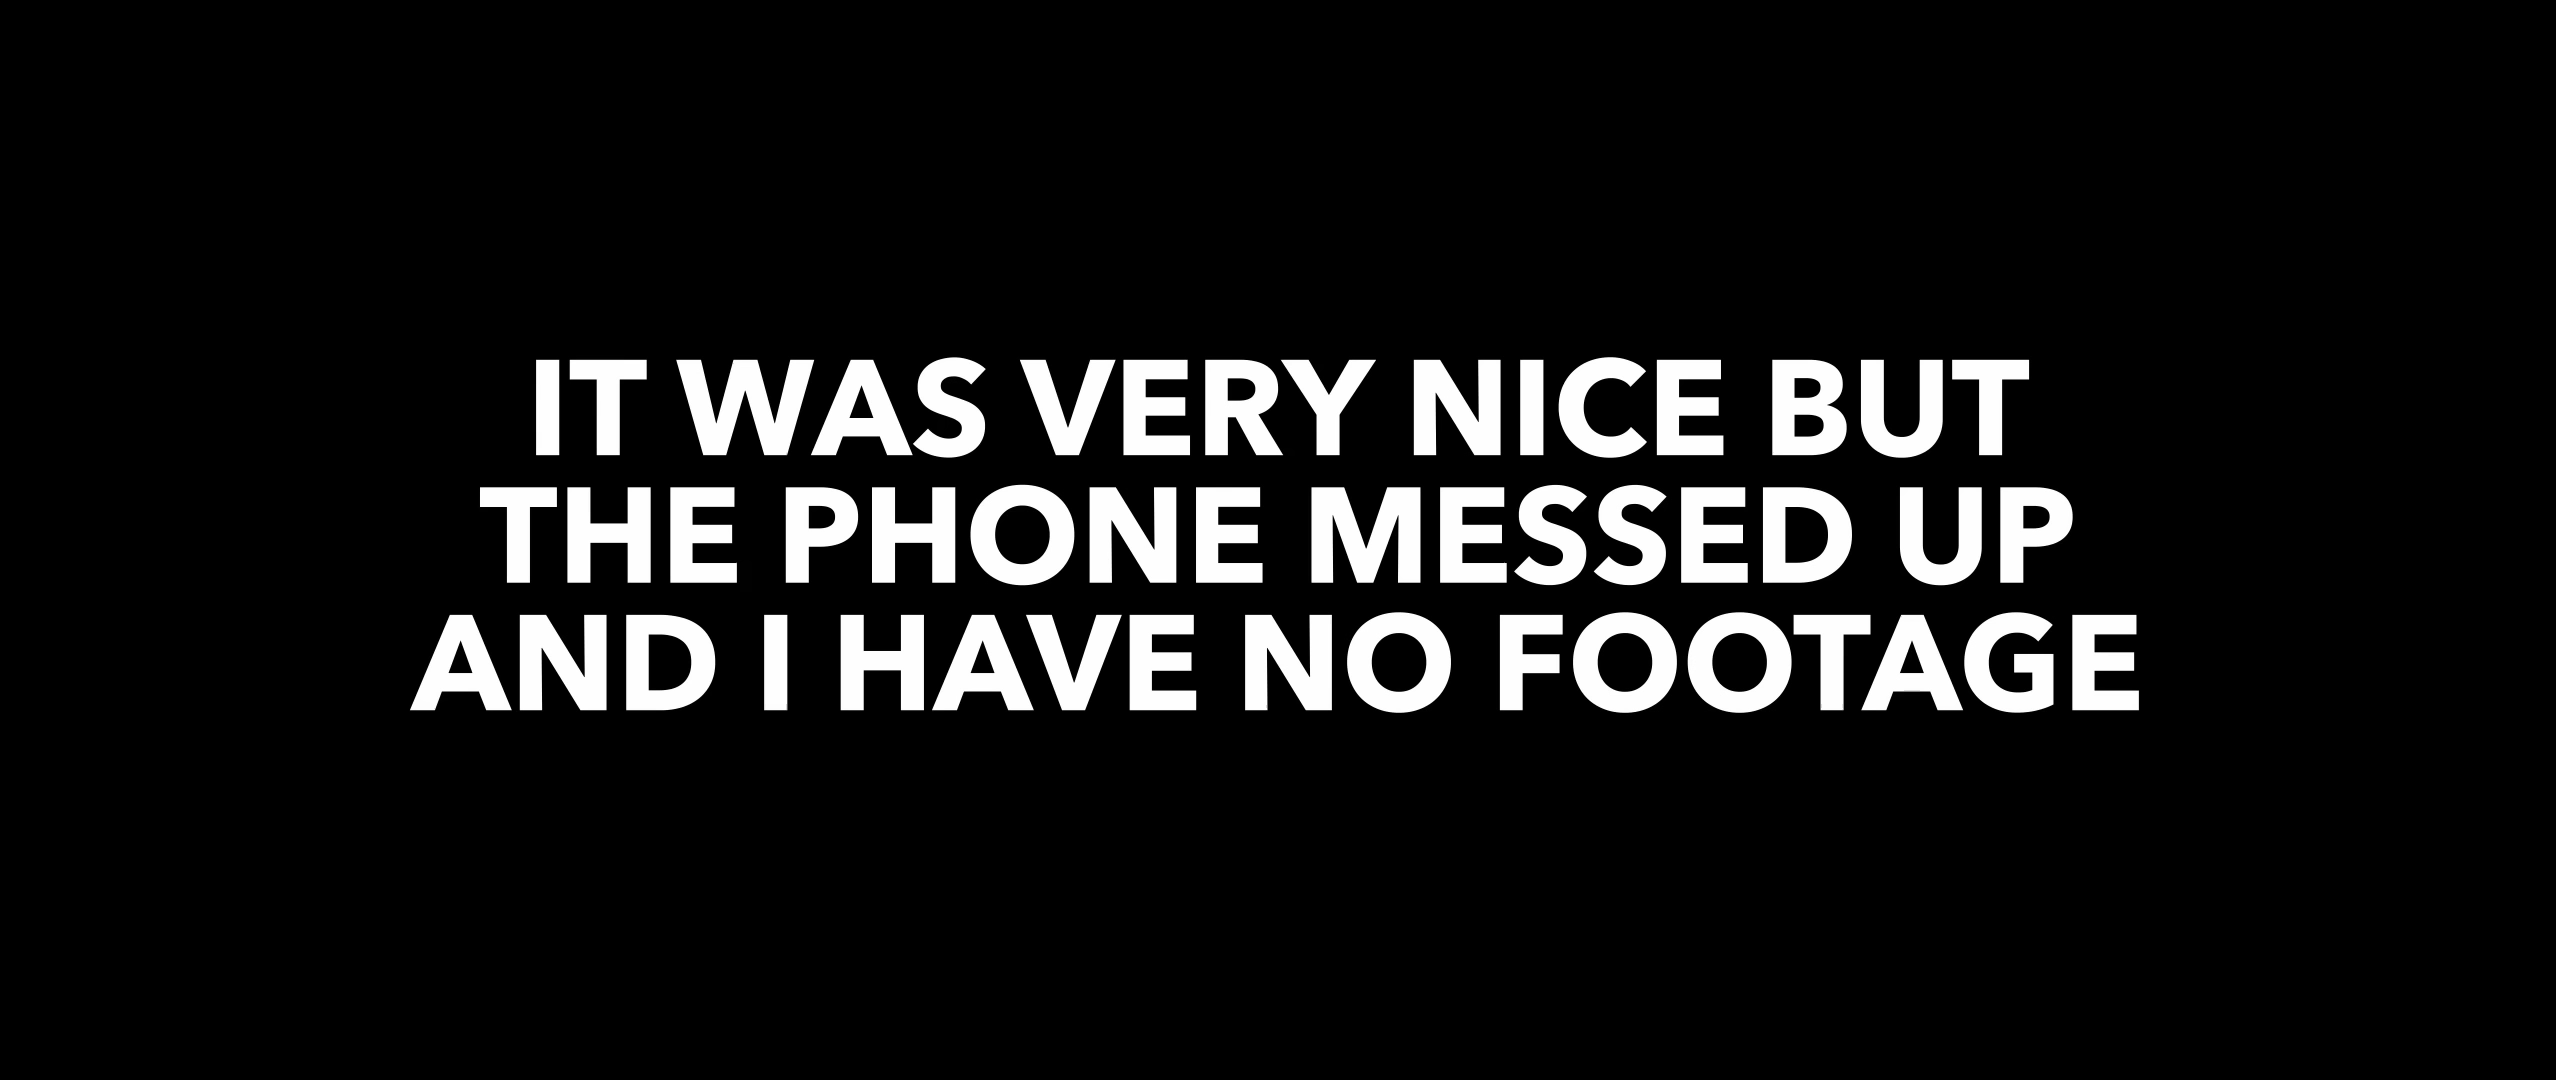 IT WAS VERY NICE BUT
THE PHONE MESSED UP
AND I HAVE NO FOOTAGE